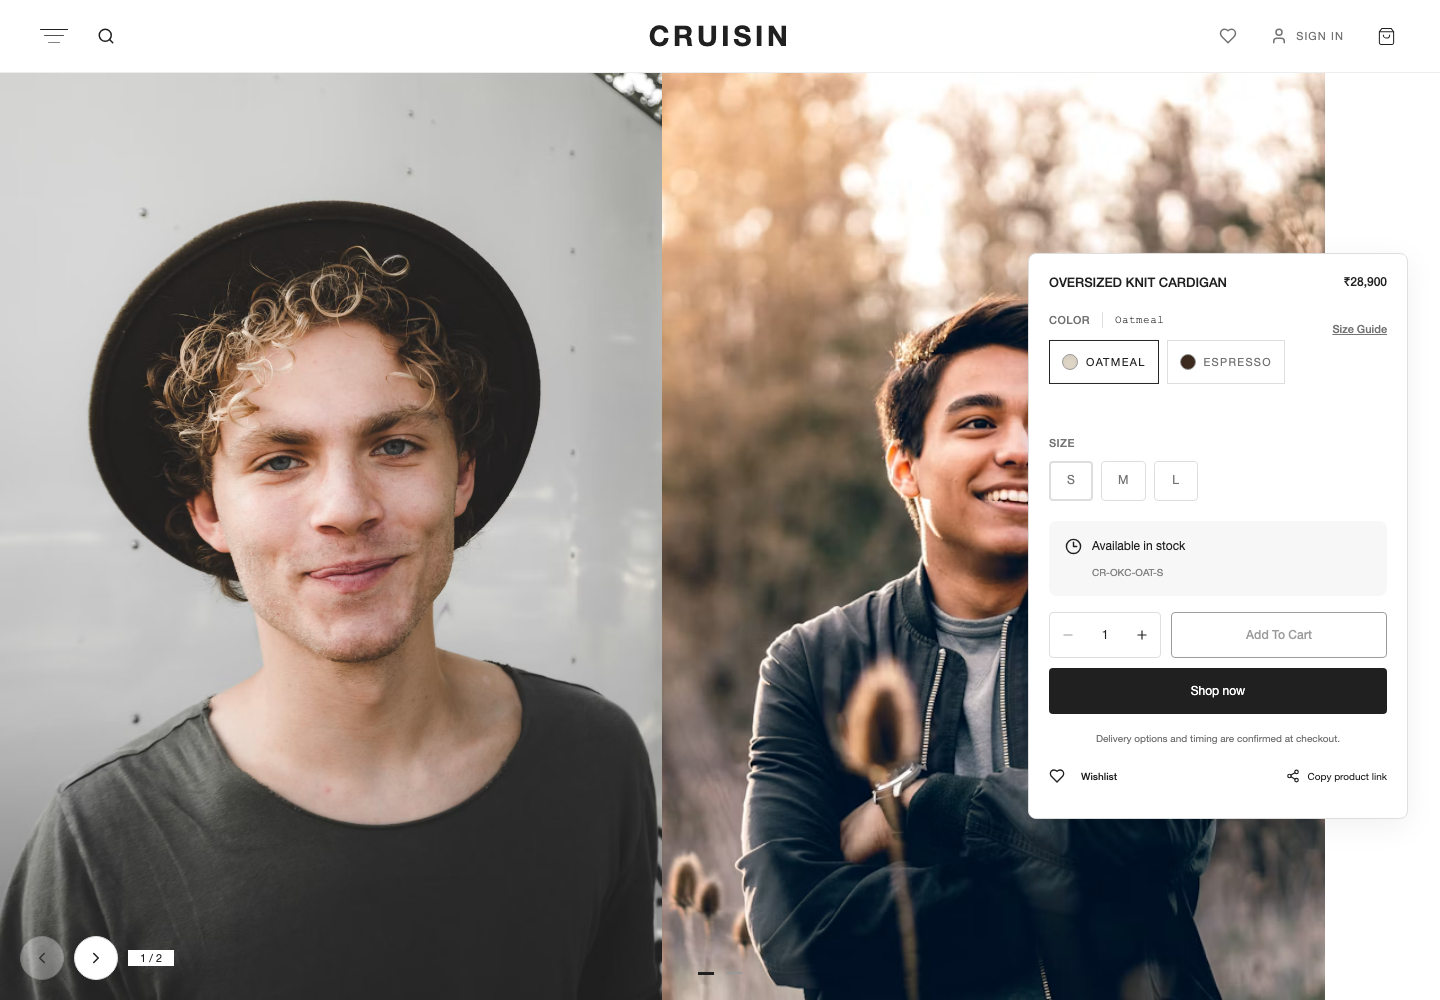 CRUISIN
SIGN IN
OVERSIZED KNIT CARDIGAN
₹28,900
COLOR
Oatmeal
Size Guide
OATMEAL
ESPRESSO
SIZE
S
M
L
Available in stock
CR-OKC-OAT-S
1
Add To Cart
Shop now
Delivery options and timing are confirmed at checkout.
Wishlist
Copy product link
1 / 2